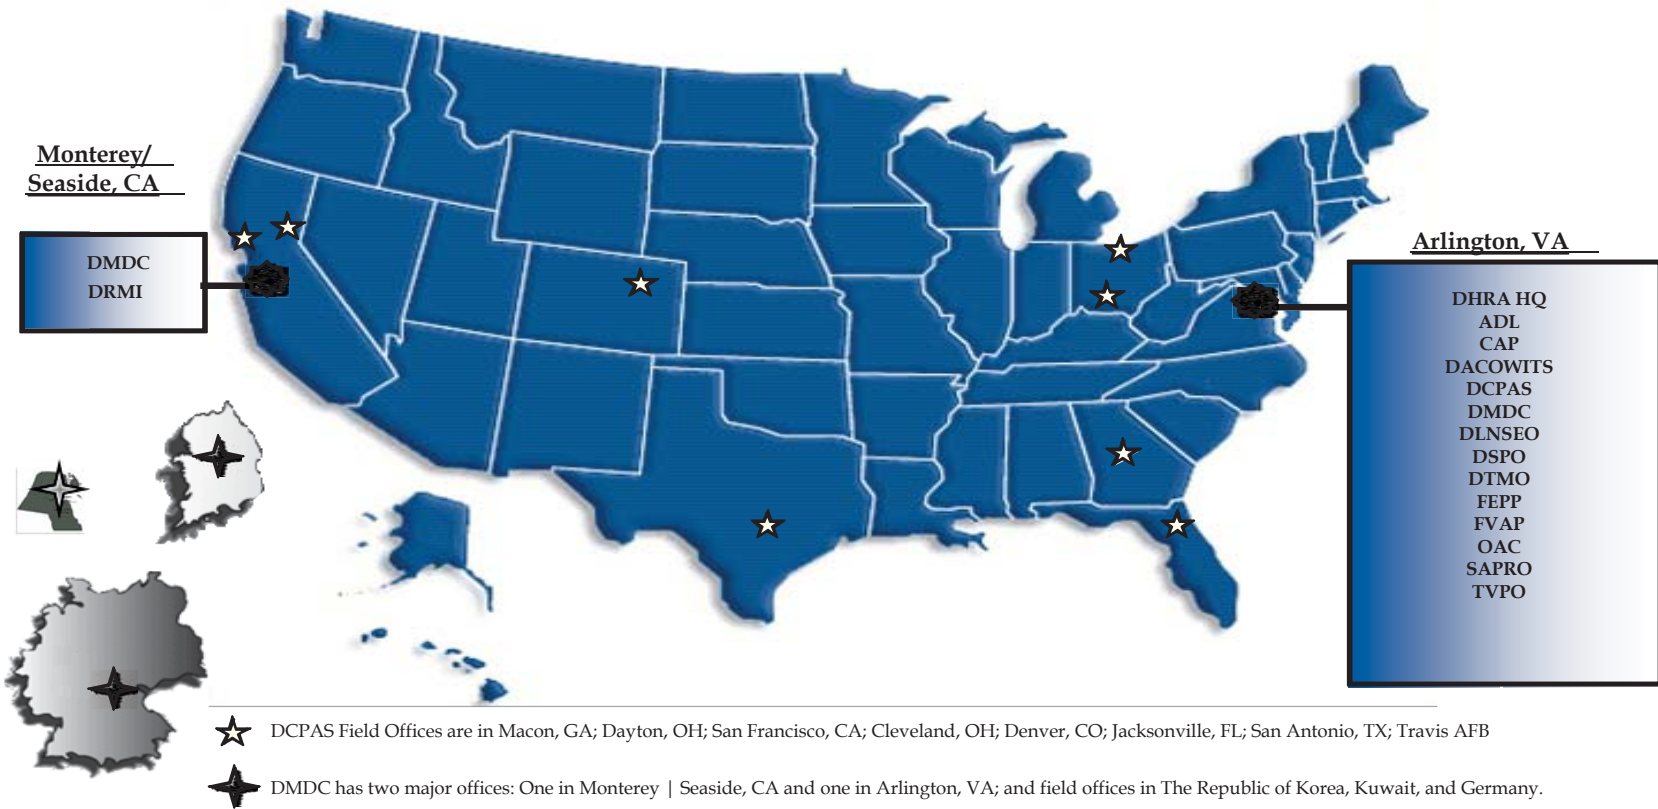 Monterey/
Seaside, CA
DMDC
DRMI
Arlington, VA
DHRA HQ
ADL
CAP
DACOWITS
DCPAS
DMDC
DLNSEO
DSPO
DTMO
FEPP
FVAP
OAC
SAPRO
TVPO
DCPAS Field Offices are in Macon, GA; Dayton, OH; San Francisco, CA; Cleveland, OH; Denver, CO; Jacksonville, FL; San Antonio, TX; Travis AFB
DMDC has two major offices: One in Monterey | Seaside, CA and one in Arlington, VA; and field offices in The Republic of Korea, Kuwait, and Germany.